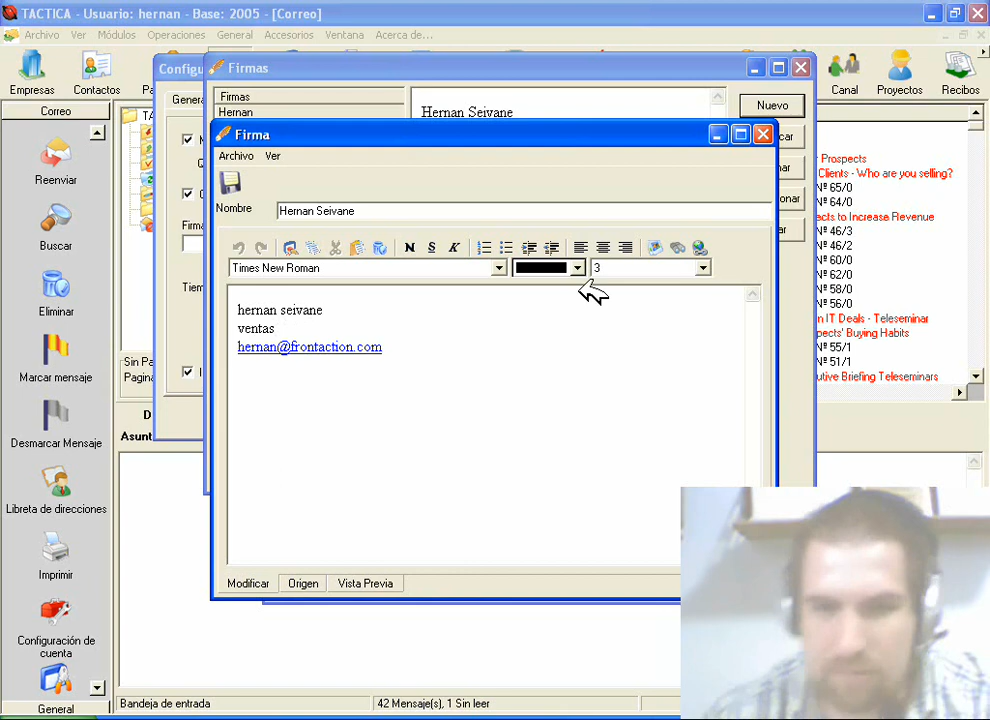 TACTICA - Usuario: hernan - Base: 2005 - [Correo]
Archivo Ver Módulos Operaciones General Accesorios Ventana Acerca de...
Empresas Contactos Canal Proyectos Recibos
Correo
Reenviar
Buscar
Eliminar
Marcar mensaje
Desmarcar Mensaje
Libreta de direcciones
Imprimir
Configuración de
cuenta
General
Firmas
Firmas
Hernan
Hernan Seivane
Nuevo
Firma
Archivo Ver
Nombre
Hernan Seivane
N S K
Times New Roman
3
hernan seivane
ventas
hernan@frontaction.com
Modificar Origen Vista Previa
Prospects
Clients - Who are you selling?
Nº 65/0
Nº 64/0
ects to Increase Revenue
Nº 46/3
Nº 46/2
Nº 60/0
Nº 62/0
Nº 58/0
Nº 56/0
n IT Deals - Teleseminar
pects' Buying Habits
Nº 55/1
Nº 51/1
utive Briefing Teleseminars
Sin Pa
Pagina
Asunt
Bandeja de entrada
42 Mensaje(s), 1 Sin leer